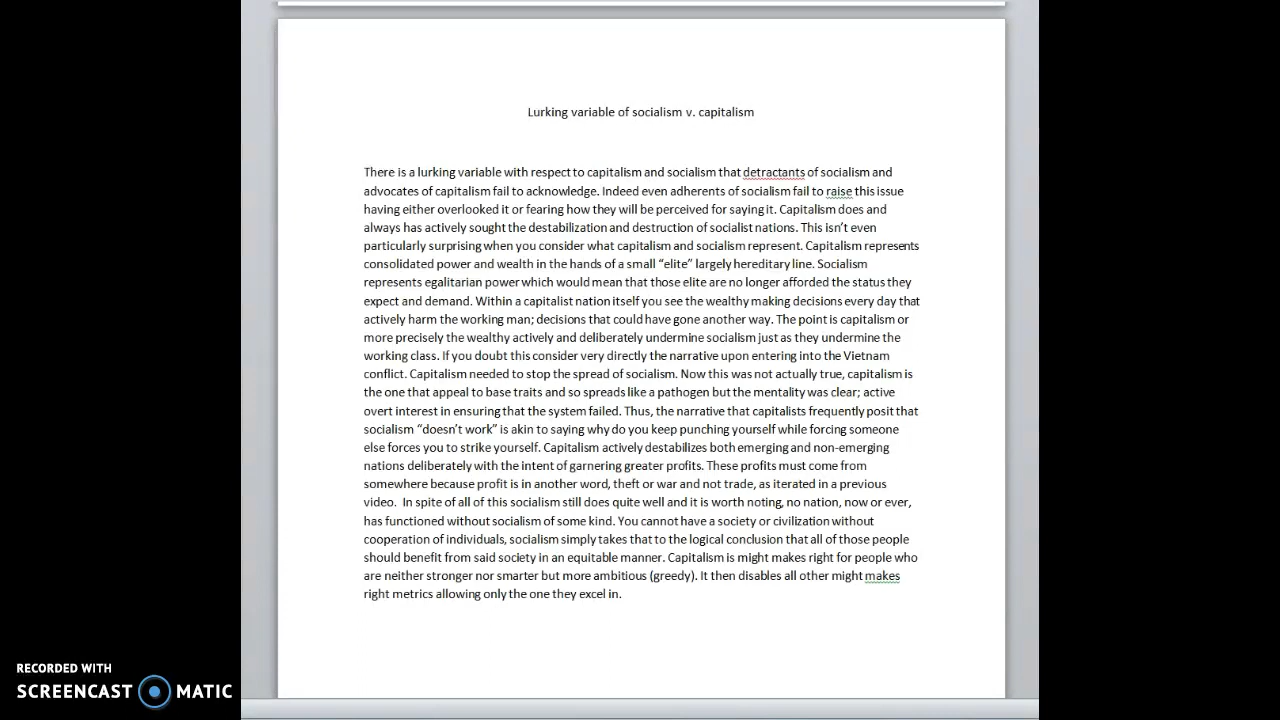 Lurking variable of socialism v. capitalism
There is a lurking variable with respect to capitalism and socialism that detractants of socialism and
advocates of capitalism fail to acknowledge. Indeed even adherents of socialism fail to raise this issue
having either overlooked it or fearing how they will be perceived for saying it. Capitalism does and
always has actively sought the destabilization and destruction of socialist nations. This isn't even
particularly surprising when you consider what capitalism and socialism represent. Capitalism represents
consolidated power and wealth in the hands of a small “elite” largely hereditary line. Socialism
represents egalitarian power which would mean that those elite are no longer afforded the status they
expect and demand. Within a capitalist nation itself you see the wealthy making decisions every day that
actively harm the working man; decisions that could have gone another way. The point is capitalism or
more precisely the wealthy actively and deliberately undermine socialism just as they undermine the
working class. If you doubt this consider very directly the narrative upon entering into the Vietnam
conflict. Capitalism needed to stop the spread of socialism. Now this was not actually true, capitalism is
the one that appeal to base traits and so spreads like a pathogen but the mentality was clear; active
overt interest in ensuring that the system failed. Thus, the narrative that capitalists frequently posit that
socialism “doesn't work” is akin to saying why do you keep punching yourself while forcing someone
else forces you to strike yourself. Capitalism actively destabilizes both emerging and non-emerging
nations deliberately with the intent of garnering greater profits. These profits must come from
somewhere because profit is in another word, theft or war and not trade, as iterated in a previous
video.  In spite of all of this socialism still does quite well and it is worth noting, no nation, now or ever,
has functioned without socialism of some kind. You cannot have a society or civilization without
cooperation of individuals, socialism simply takes that to the logical conclusion that all of those people
should benefit from said society in an equitable manner. Capitalism is might makes right for people who
are neither stronger nor smarter but more ambitious (greedy). It then disables all other might makes
right metrics allowing only the one they excel in.
RECORDED WITH
SCREENCAST MATIC